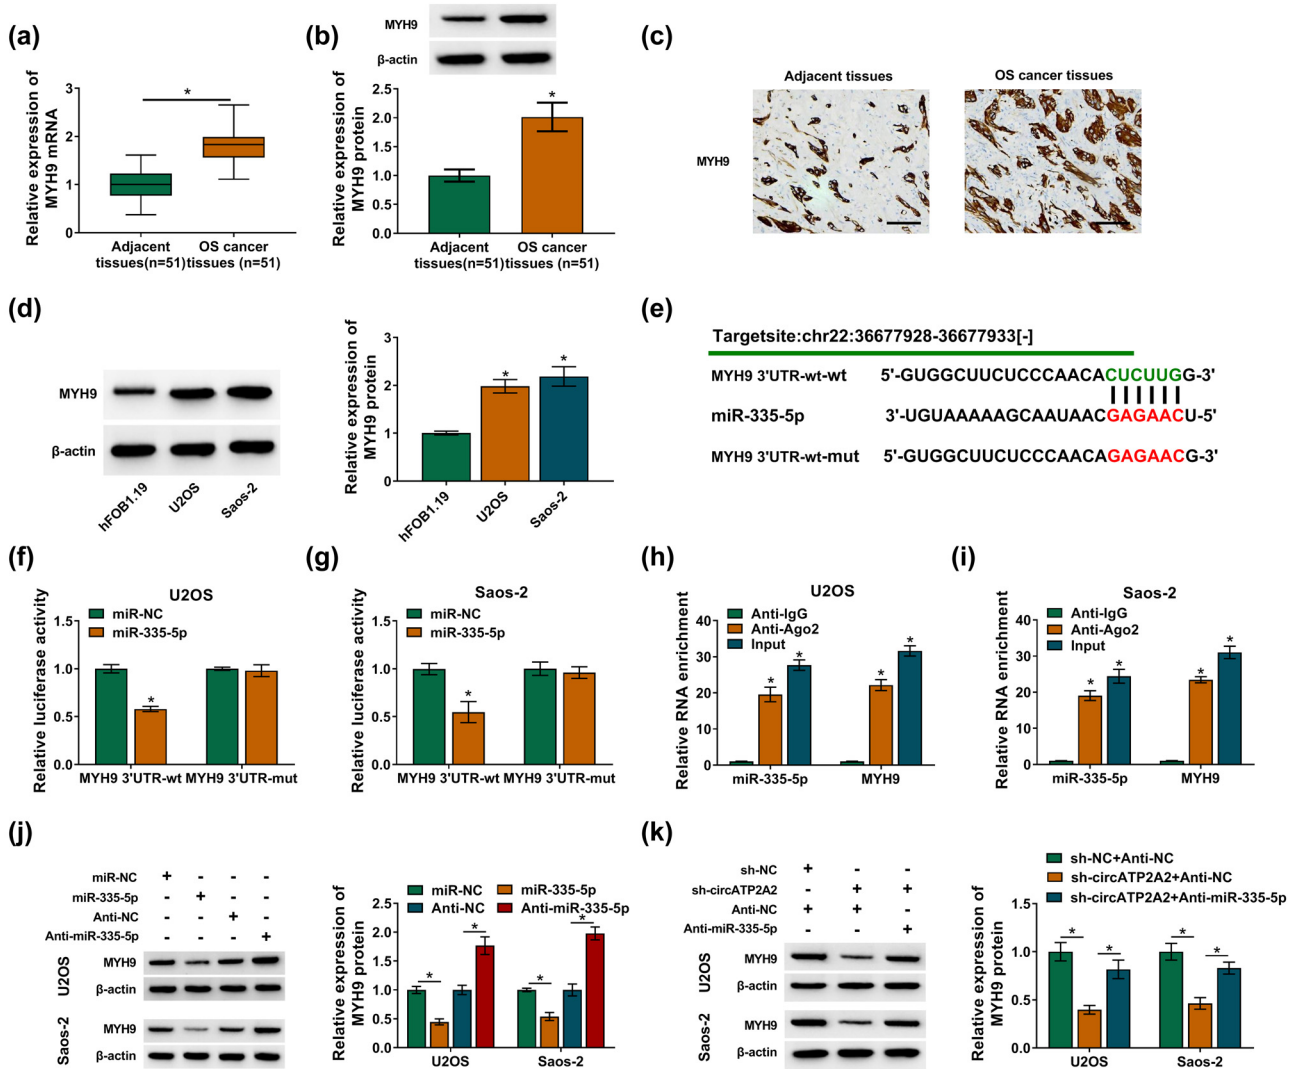 (a)
Relative expression of
MYH9 mRNA
3
2
1
0
*
Adjacent
tissues(n=51)
OS cancer
tissues (n=51)
(b)
MYH9
β-actin
Relative expression of
MYH9 protein
2.5
2.0
1.5
1.0
0.5
0.0
*
Adjacent
tissues(n=51)
OS cancer
tissues (n=51)
(c)
Adjacent tissues
OS cancer tissues
MYH9
(d)
MYH9
β-actin
hFOB1.19
U2OS
Saos-2
Relative expression of
MYH9 protein
3
2
1
0
*
*
hFOB1.19
U2OS
Saos-2
(e)
Targetsite:chr22:36677928-36677933[-]
MYH9 3'UTR-wt-wt 5'-GUGGCUUCUCCCAACACUCUUGG-3'
miR-335-5p 3'-UGUAAAAAGCAAUAACGAGAACU-5'
MYH9 3'UTR-wt-mut 5'-GUGGCUUCUCCCAACAGAGAACG-3'
(f)
U2OS
miR-NC
miR-335-5p
Relative luciferase activity
1.5
1.0
0.5
0.0
*
MYH9 3'UTR-wt MYH9 3'UTR-mut
(g)
Saos-2
miR-NC
miR-335-5p
Relative luciferase activity
1.5
1.0
0.5
0.0
*
MYH9 3'UTR-wt MYH9 3'UTR-mut
(h)
U2OS
Anti-IgG
Anti-Ago2
Input
Relative RNA enrichment
40
30
20
10
0
*
*
*
*
miR-335-5p MYH9
(i)
Saos-2
Anti-IgG
Anti-Ago2
Input
Relative RNA enrichment
40
30
20
10
0
*
*
*
*
miR-335-5p MYH9
(j)
miR-NC + - - -
miR-335-5p - + - -
Anti-NC - - + -
Anti-miR-335-5p - - - +
U2OS
MYH9
β-actin
Saos-2
MYH9
β-actin
miR-NC miR-335-5p
Anti-NC Anti-miR-335-5p
Relative expression of
MYH9 protein
2.5
2.0
1.5
1.0
0.5
0.0
*
*
*
*
U2OS Saos-2
(k)
sh-NC + - -
sh-circATP2A2 - + +
Anti-NC + + -
Anti-miR-335-5p - - +
U2OS
MYH9
β-actin
Saos-2
MYH9
β-actin
sh-NC+Anti-NC
sh-circATP2A2+Anti-NC
sh-circATP2A2+Anti-miR-335-5p
Relative expression of
MYH9 protein
1.5
1.0
0.5
0.0
*
*
*
*
U2OS Saos-2